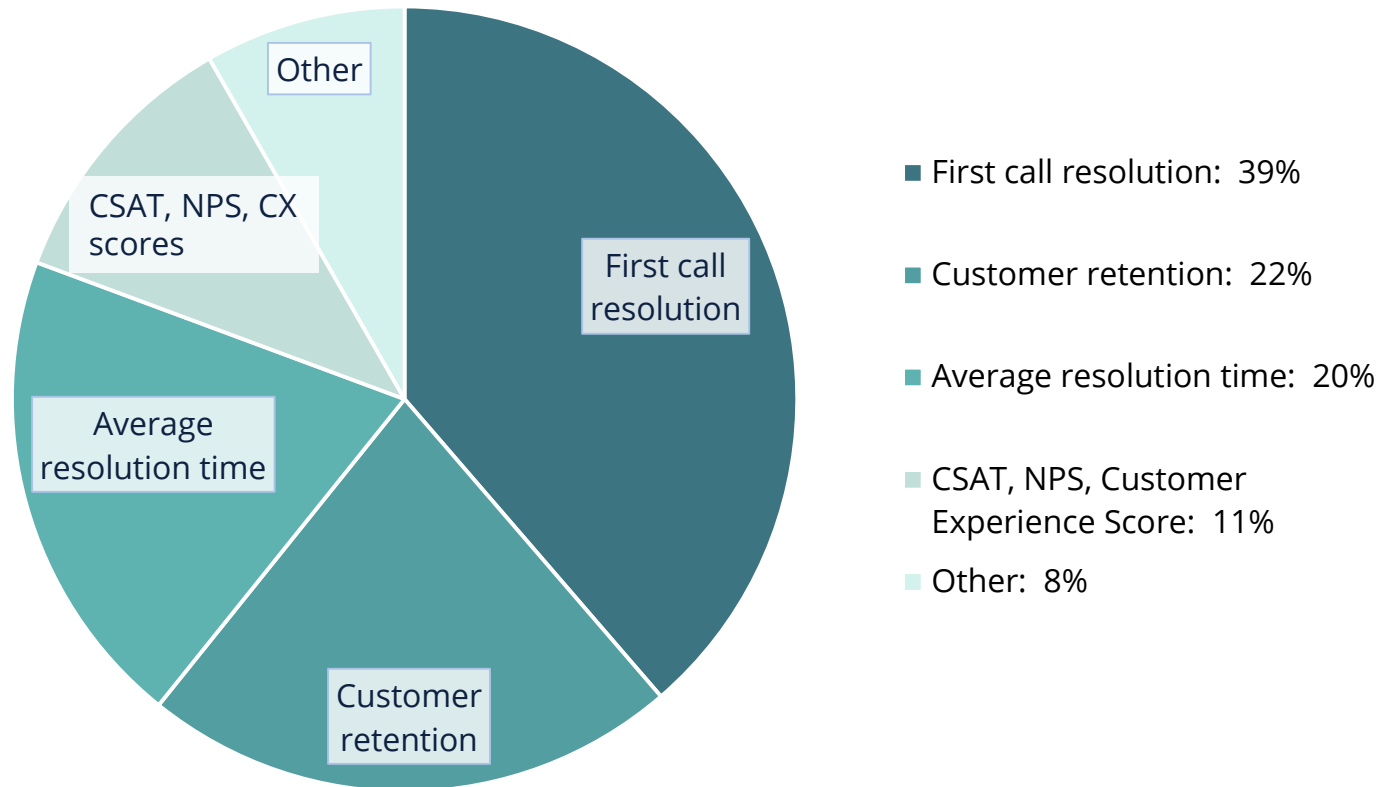 Other
CSAT, NPS, CX
scores
First call
resolution
Average
resolution time
Customer
retention
First call resolution:  39%
Customer retention:  22%
Average resolution time:  20%
CSAT, NPS, Customer
Experience Score:  11%
Other:  8%